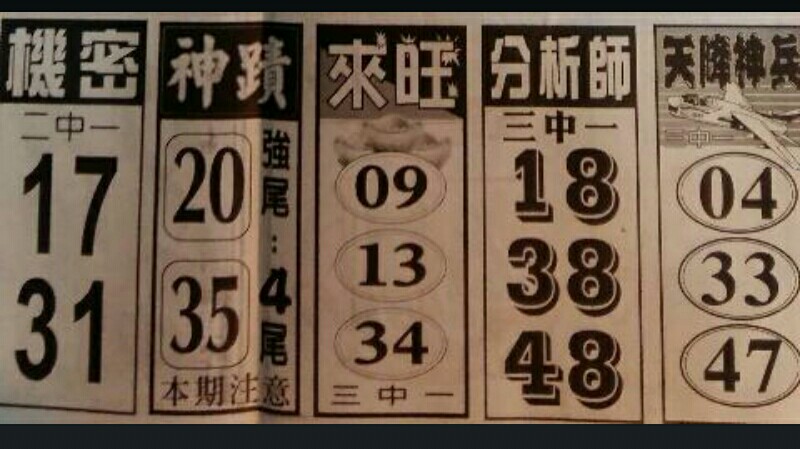 機密
二中一
17
31
神蹟
20
35
強尾：4尾
本期注意
來旺
09
13
34
三中一
分析師
三中一
18
38
48
天降神兵
三中一
04
33
47